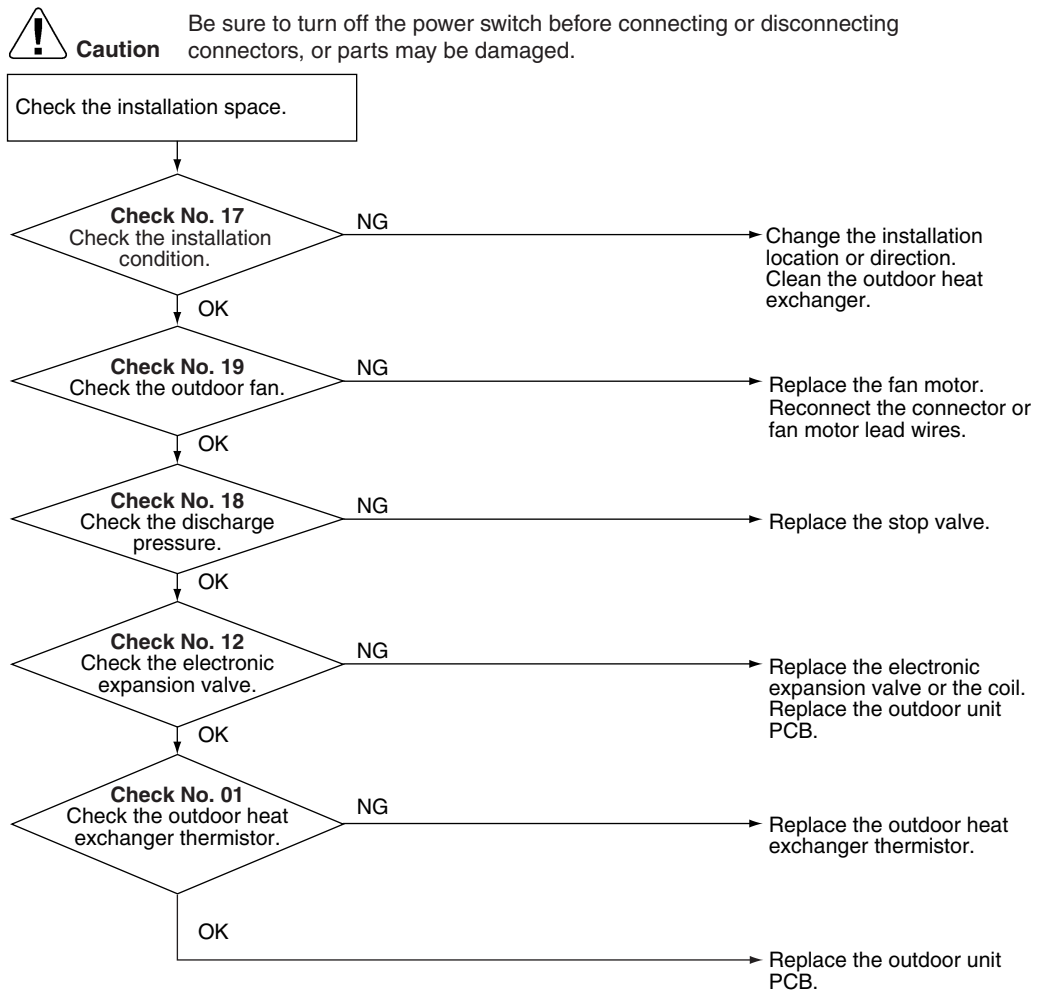 Be sure to turn off the power switch before connecting or disconnecting
Caution connectors, or parts may be damaged.
Check the installation space.
Check No. 17
Check the installation
condition.
NG
Change the installation
location or direction.
Clean the outdoor heat
exchanger.
OK
Check No. 19
Check the outdoor fan.
NG
Replace the fan motor.
Reconnect the connector or
fan motor lead wires.
OK
Check No. 18
Check the discharge
pressure.
NG
Replace the stop valve.
OK
Check No. 12
Check the electronic
expansion valve.
NG
Replace the electronic
expansion valve or the coil.
Replace the outdoor unit
PCB.
OK
Check No. 01
Check the outdoor heat
exchanger thermistor.
NG
Replace the outdoor heat
exchanger thermistor.
OK
Replace the outdoor unit
PCB.